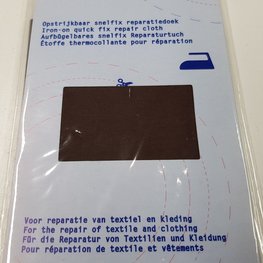 Opstrijkbaar snelfix reparatiedoek
Iron-on quick fix repair cloth
Aufbügelbares snelfix Reparaturtuch
Étoffe thermocollante pour réparation
Voor reparatie van textiel en kleding
For the repair of textile and clothing
Für die Reparatur von Textilien und Kleidung
Pour réparation de textile et vêtements